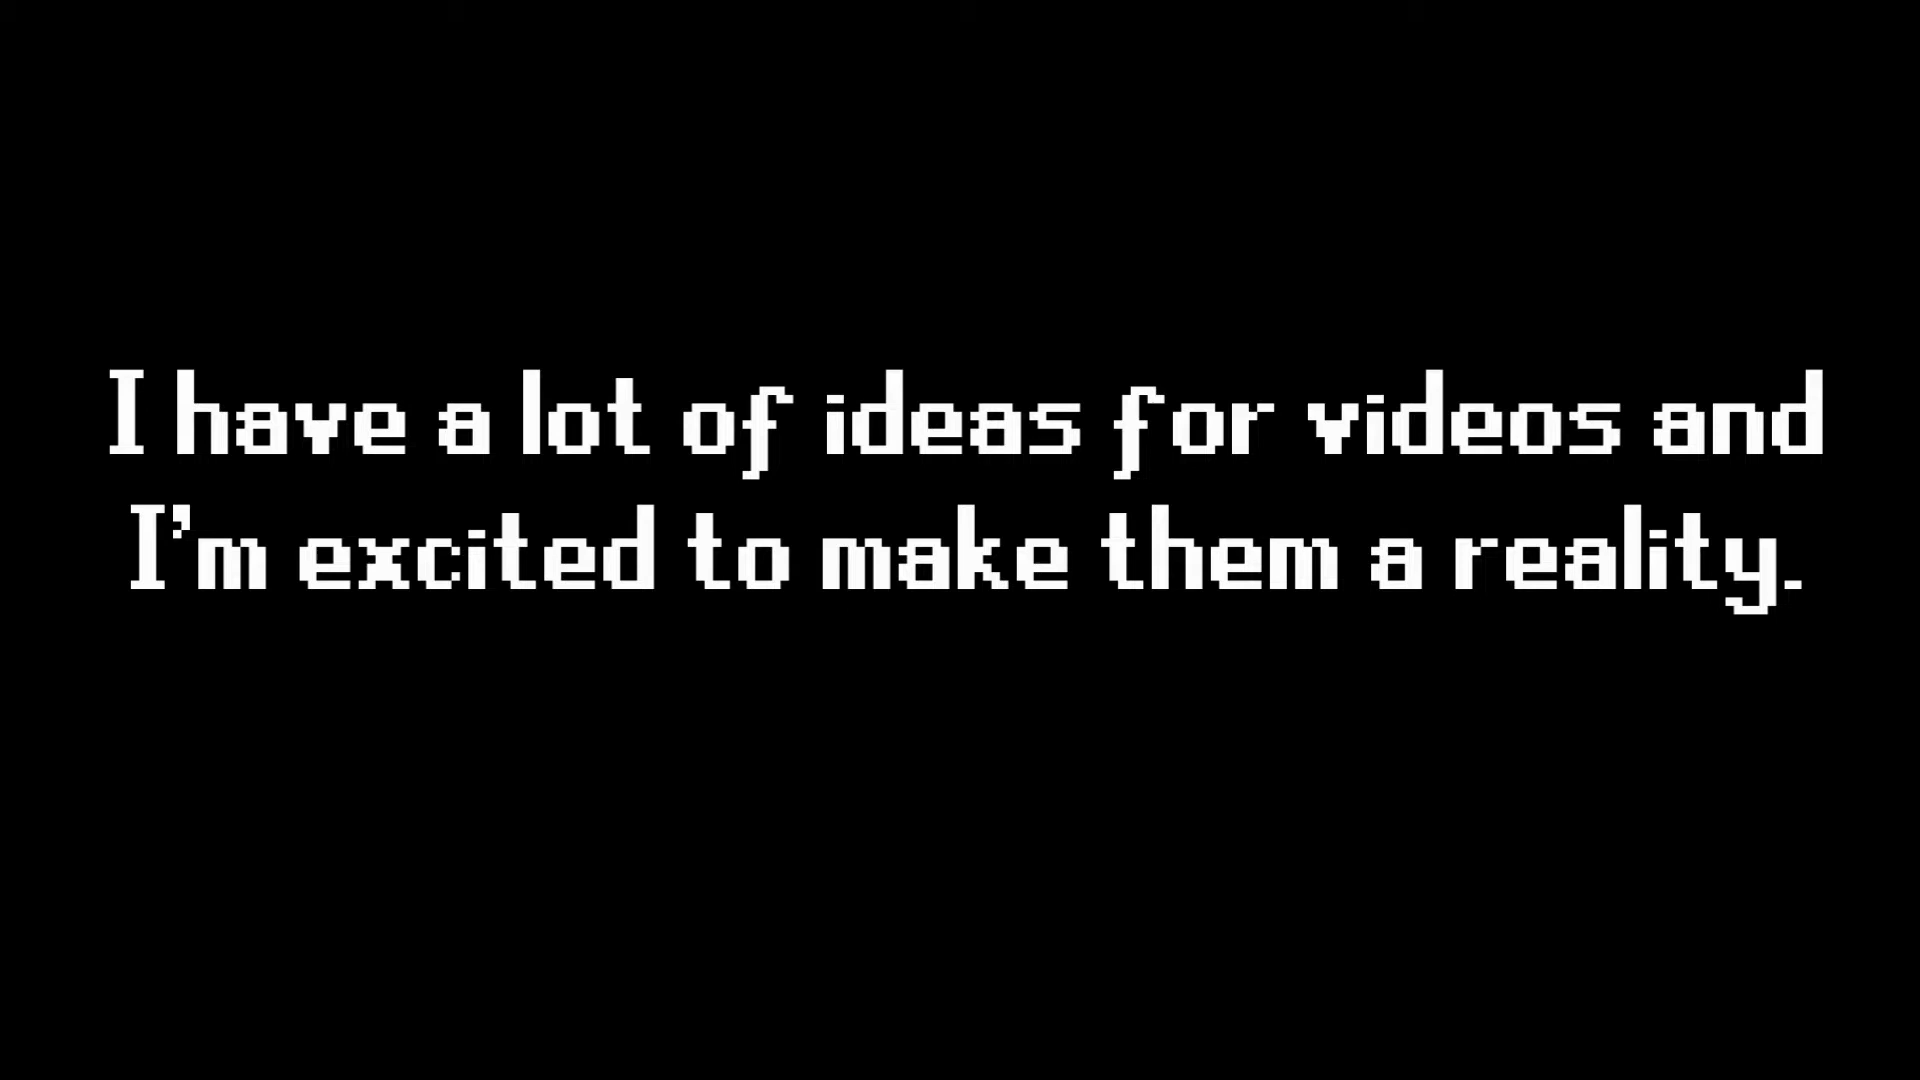 I have a lot of ideas for videos and
I'm excited to make them a reality.